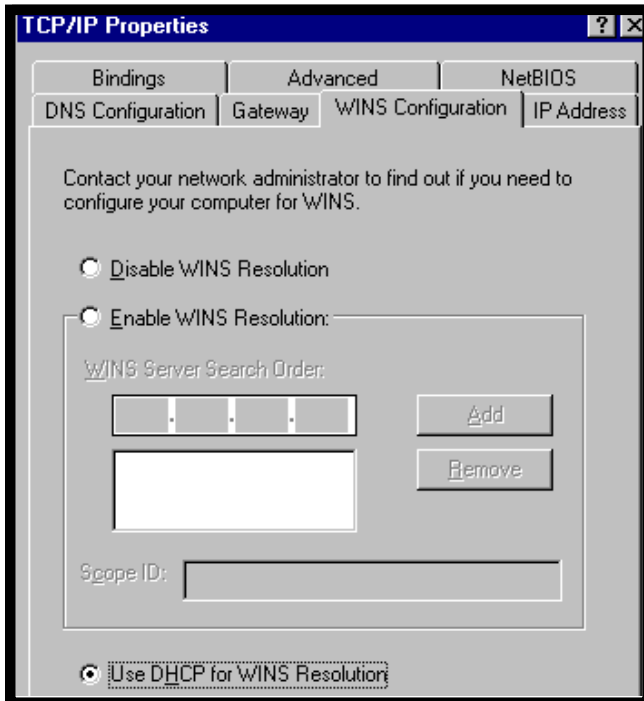 TCP/IP Properties
Bindings Advanced NetBIOS
DNS Configuration Gateway WINS Configuration IP Address
Contact your network administrator to find out if you need to
configure your computer for WINS.
Disable WINS Resolution
Enable WINS Resolution:
WINS Server Search Order:
Add
Remove
Scope ID:
Use DHCP for WINS Resolution